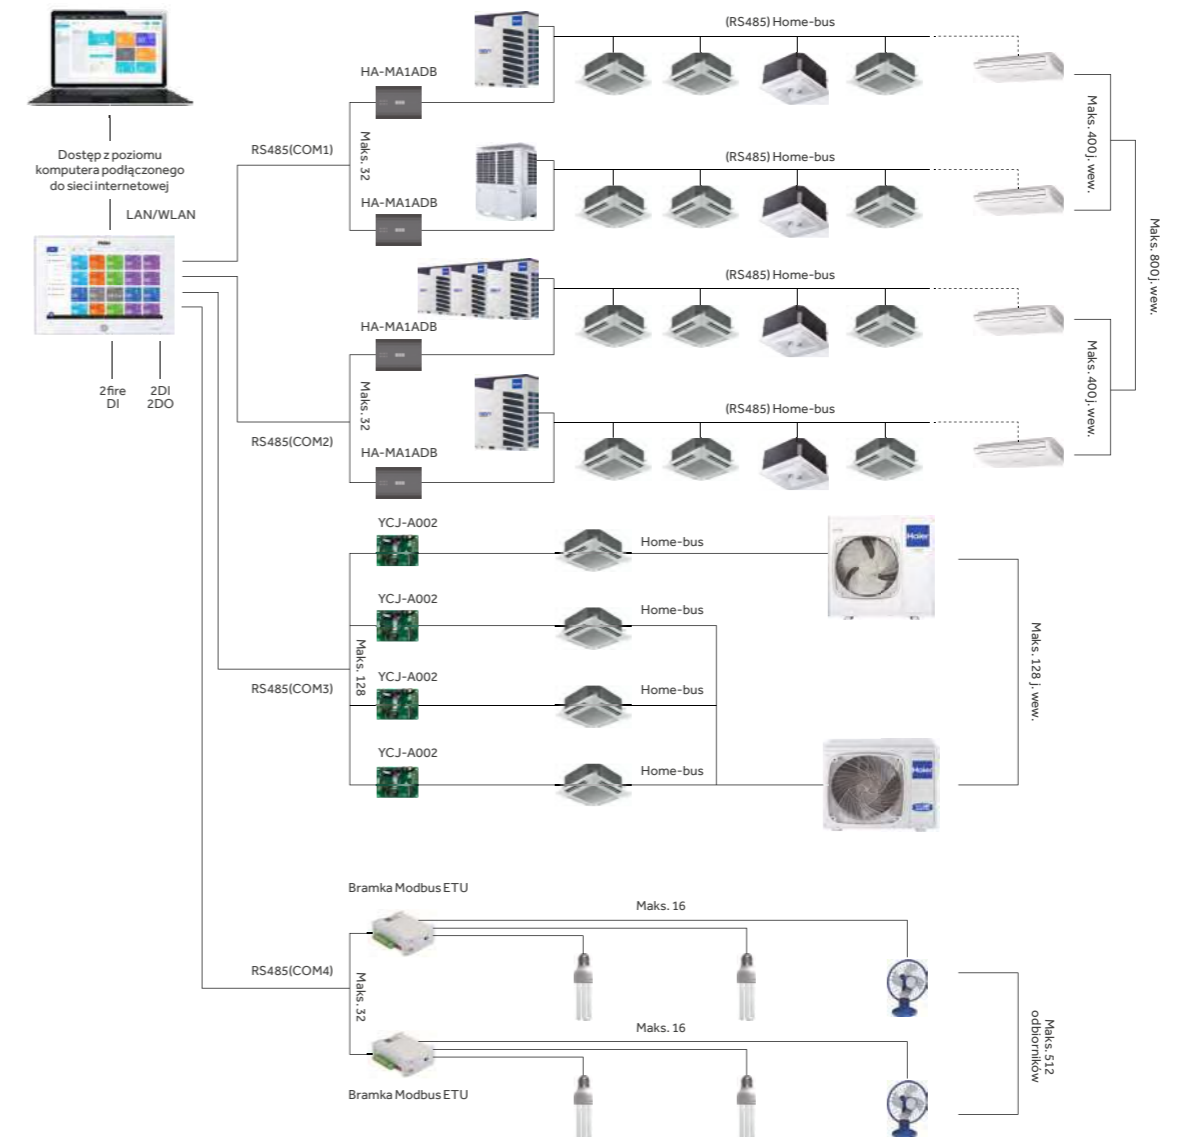 (RS485) Home-bus
HA-MA1ADB
RS485(COM1)
Maks. 32
Maks. 400 j. wew.
Dostęp z poziomu
komputera podłączonego
do sieci internetowej
LAN/WLAN
(RS485) Home-bus
HA-MA1ADB
Maks. 800 j. wew.
Haier
(RS485) Home-bus
HA-MA1ADB
2fire
DI
2DI
2DO
Maks. 32
Maks. 400 j. wew.
(RS485) Home-bus
RS485(COM2)
HA-MA1ADB
YCJ-A002
Home-bus
Haier
YCJ-A002
Home-bus
Maks. 128
Maks. 128 j. wew.
RS485(COM3)
YCJ-A002
Home-bus
YCJ-A002
Home-bus
Haier
Bramka Modbus ETU
Maks. 16
RS485(COM4)
Maks. 32
Maks. 16
Maks. 512
odbiorników
Bramka Modbus ETU